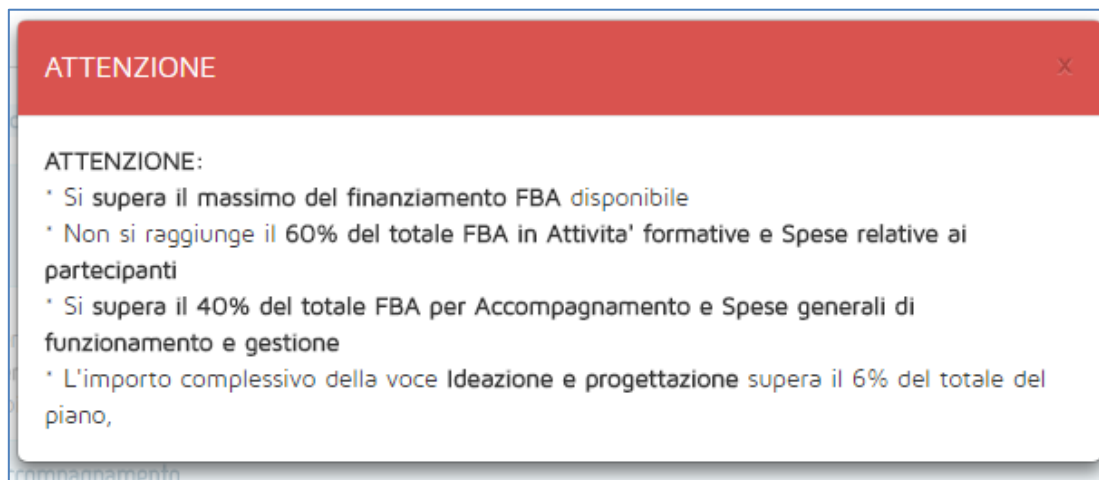 ATTENZIONE x
ATTENZIONE:
* Si supera il massimo del finanziamento FBA disponibile
* Non si raggiunge il 60% del totale FBA in Attivita' formative e Spese relative ai
partecipanti
* Si supera il 40% del totale FBA per Accompagnamento e Spese generali di
funzionamento e gestione
* L'importo complessivo della voce Ideazione e progettazione supera il 6% del totale del
piano,
ccompagnamento